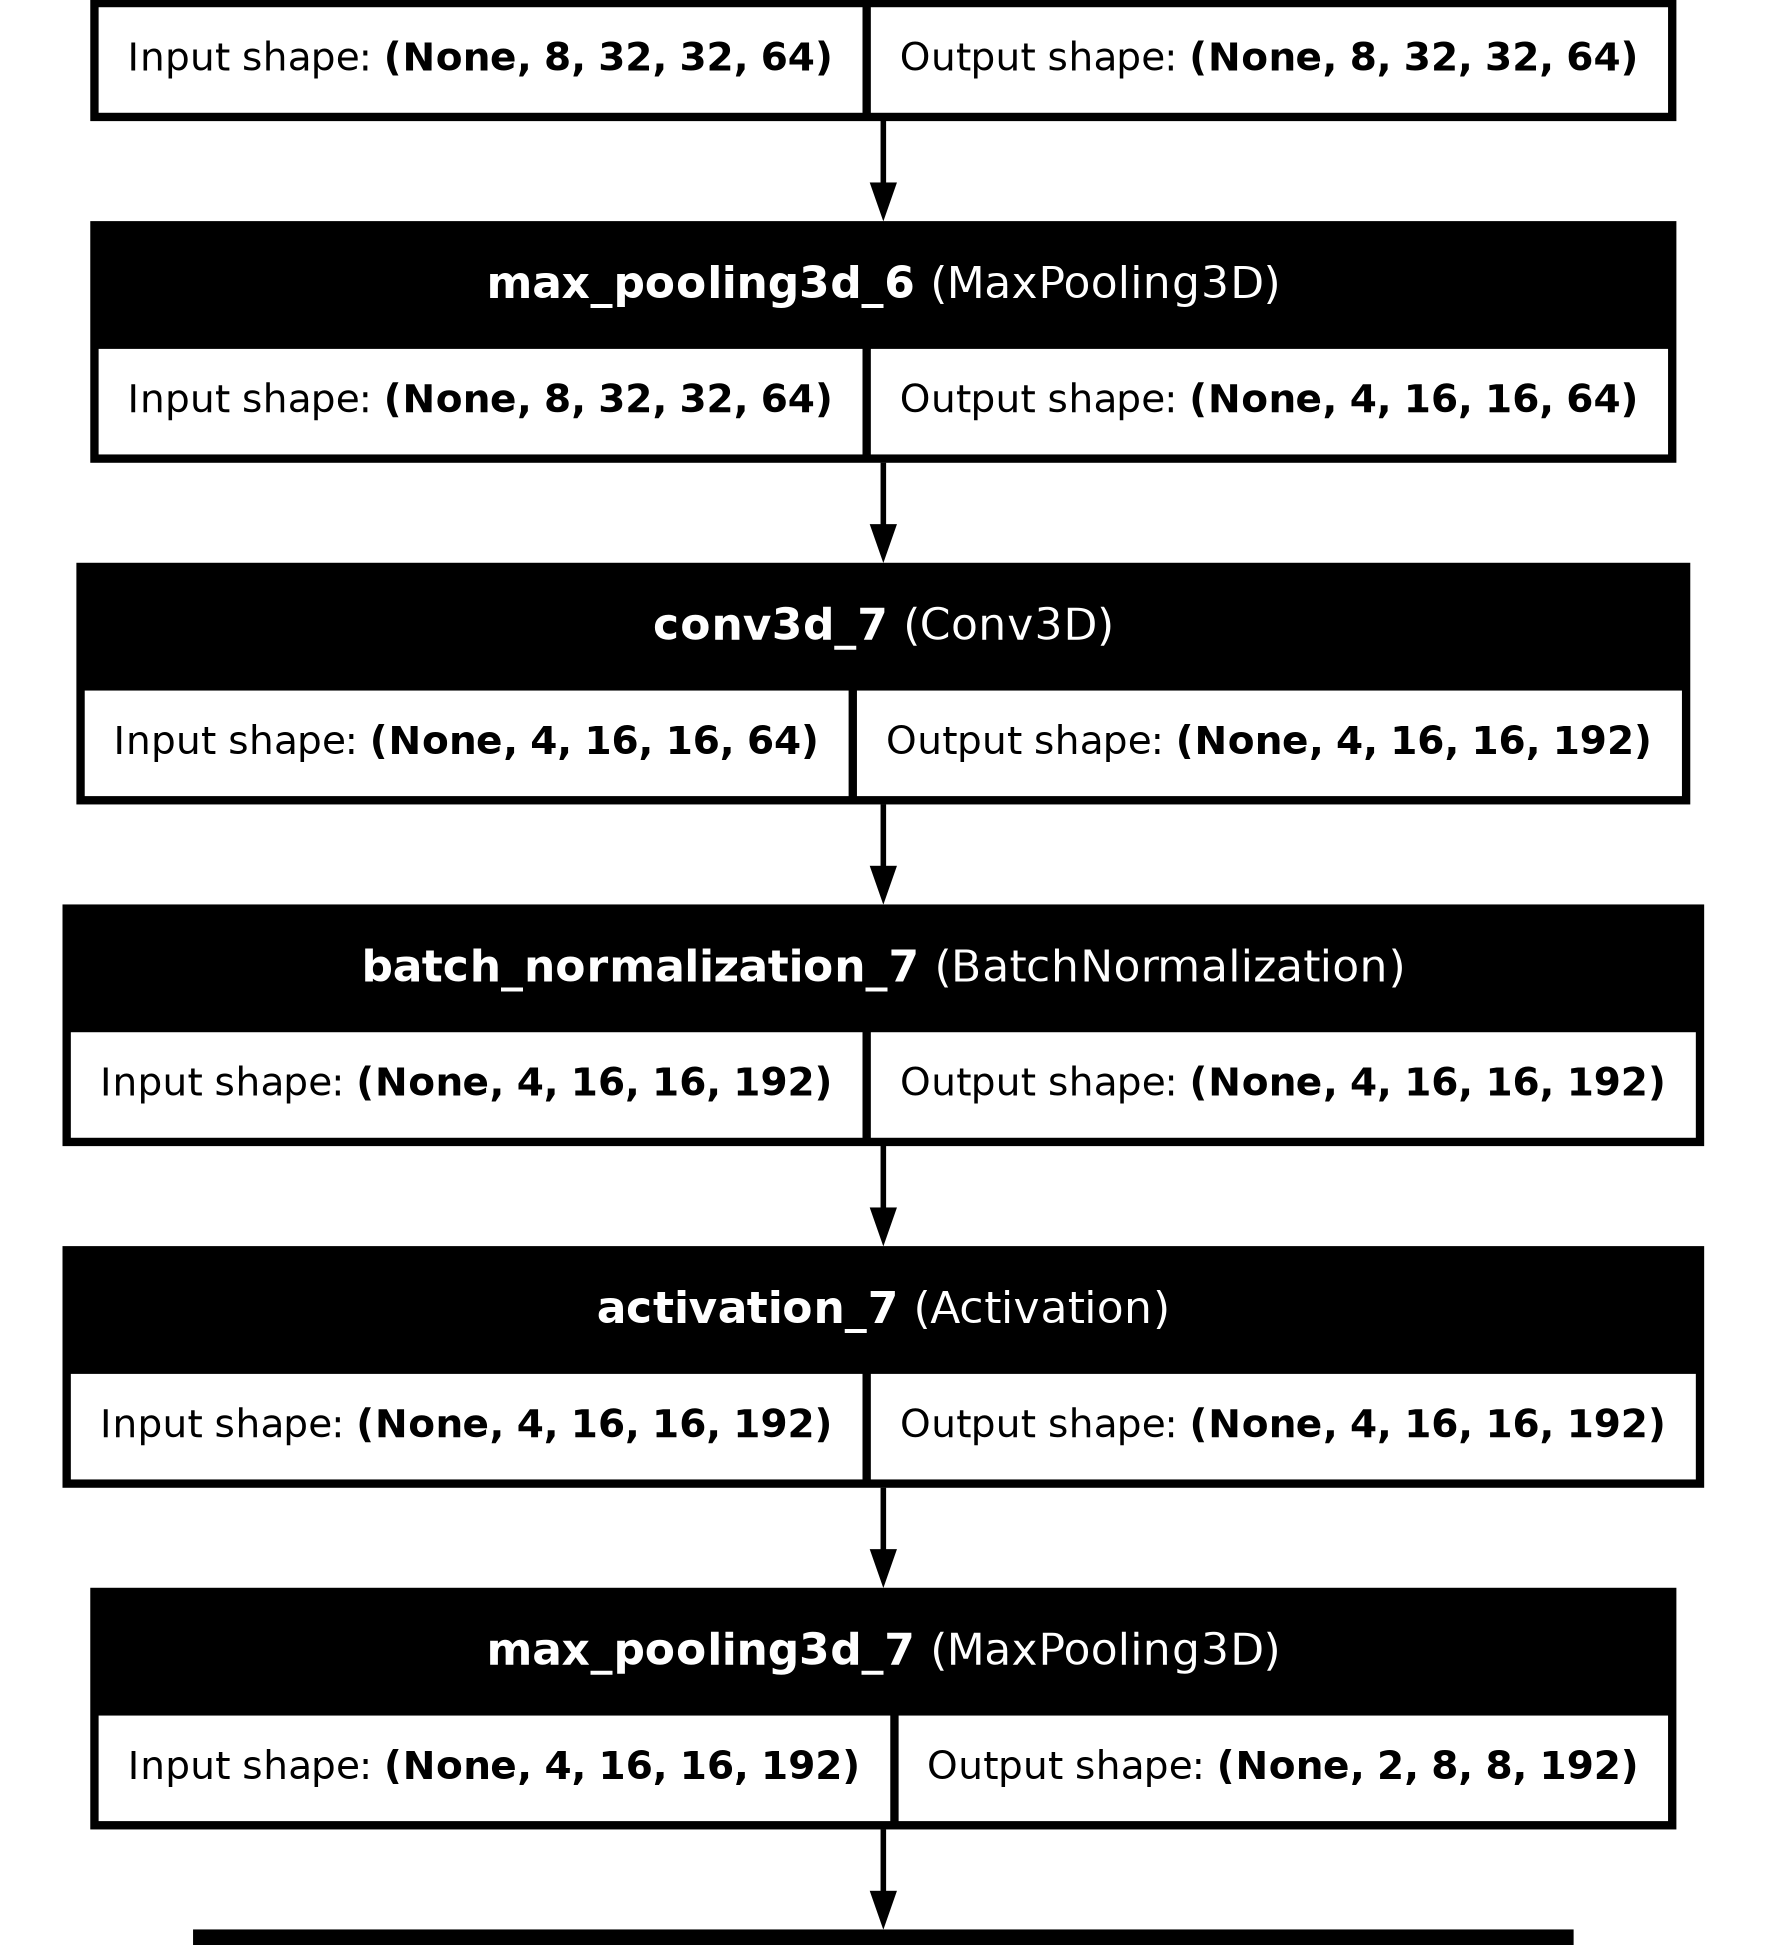 Input shape: (None, 8, 32, 32, 64) Output shape: (None, 8, 32, 32, 64)
max_pooling3d_6 (MaxPooling3D)
Input shape: (None, 8, 32, 32, 64) Output shape: (None, 4, 16, 16, 64)
conv3d_7 (Conv3D)
Input shape: (None, 4, 16, 16, 64) Output shape: (None, 4, 16, 16, 192)
batch_normalization_7 (BatchNormalization)
Input shape: (None, 4, 16, 16, 192) Output shape: (None, 4, 16, 16, 192)
activation_7 (Activation)
Input shape: (None, 4, 16, 16, 192) Output shape: (None, 4, 16, 16, 192)
max_pooling3d_7 (MaxPooling3D)
Input shape: (None, 4, 16, 16, 192) Output shape: (None, 2, 8, 8, 192)